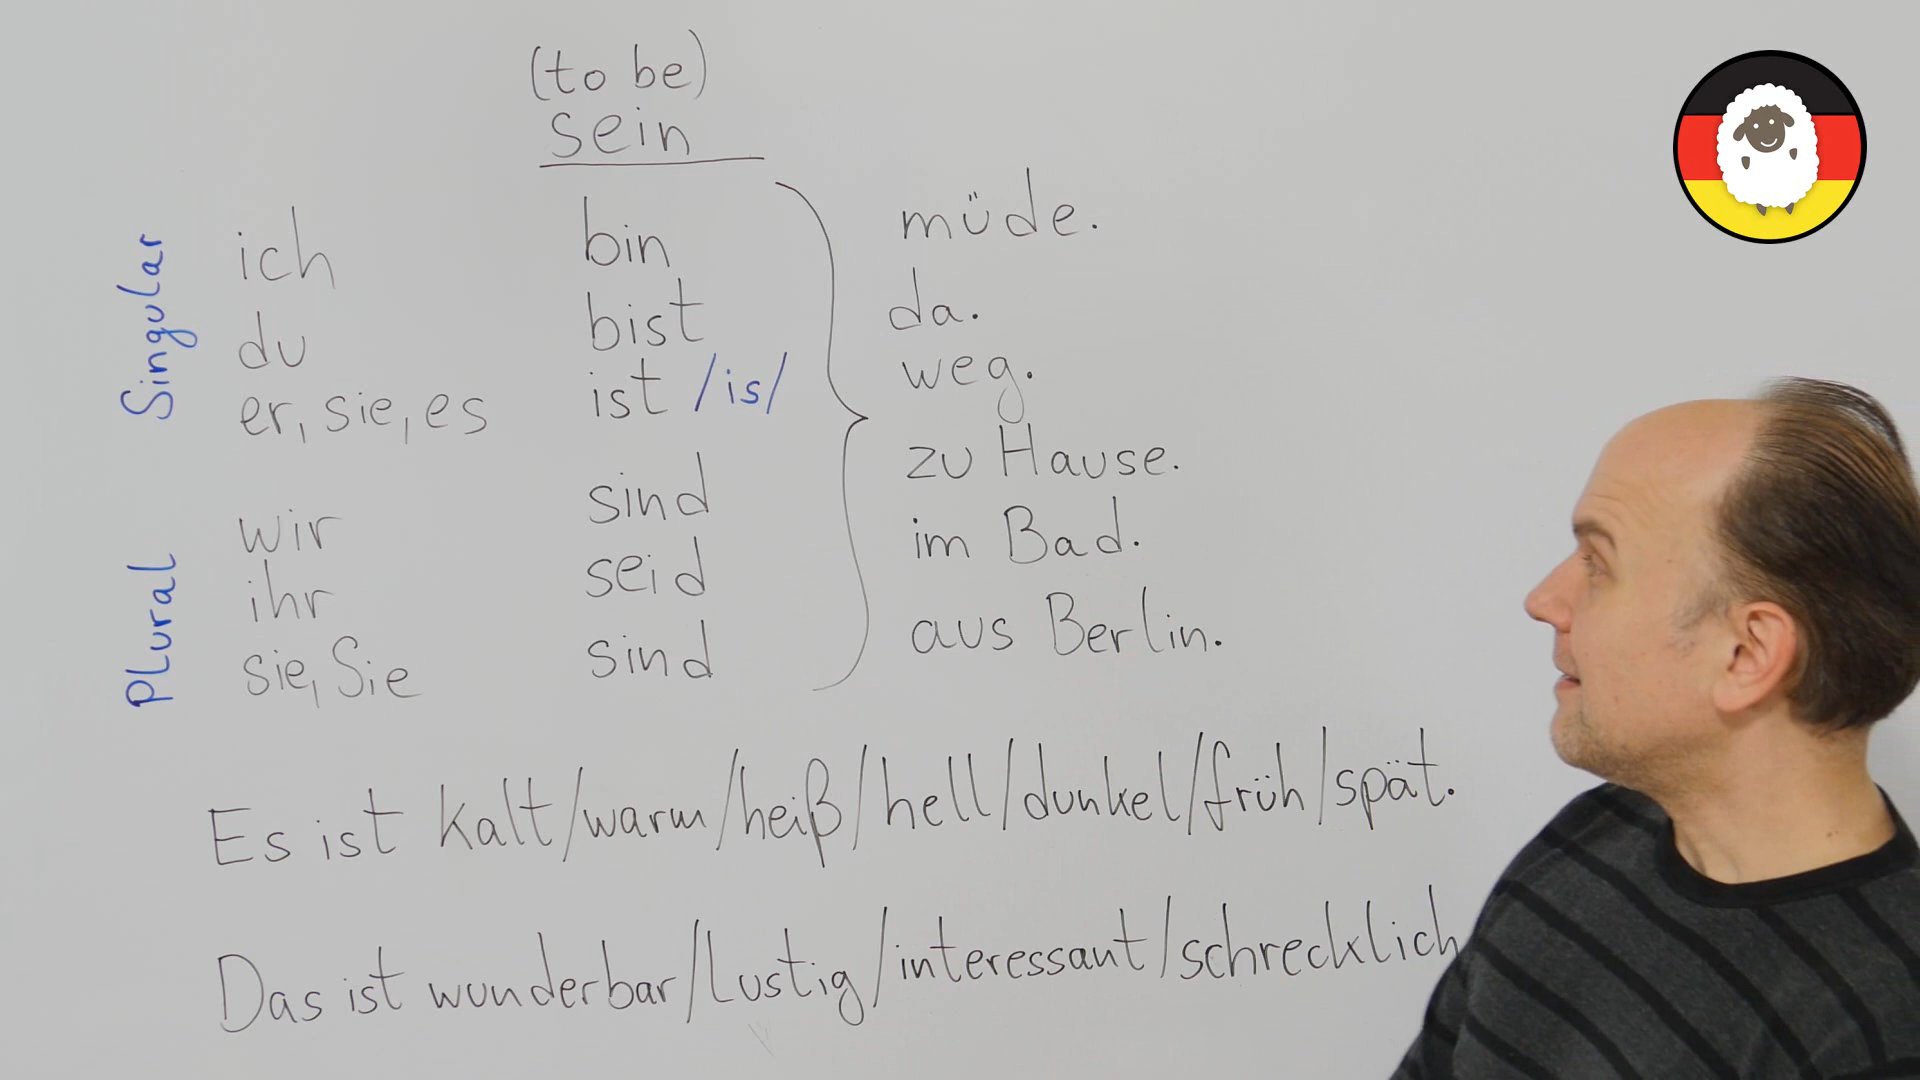 (to be)
sein
Singular
ich bin müde.
du bist da.
er, sie, es ist /is/ weg.
Plural
wir sind zu Hause.
ihr seid im Bad.
sie, Sie sind aus Berlin.
Es ist kalt/warm/heiß/hell/dunkel/früh/spät.
Das ist wunderbar/lustig/interessant/schrecklich